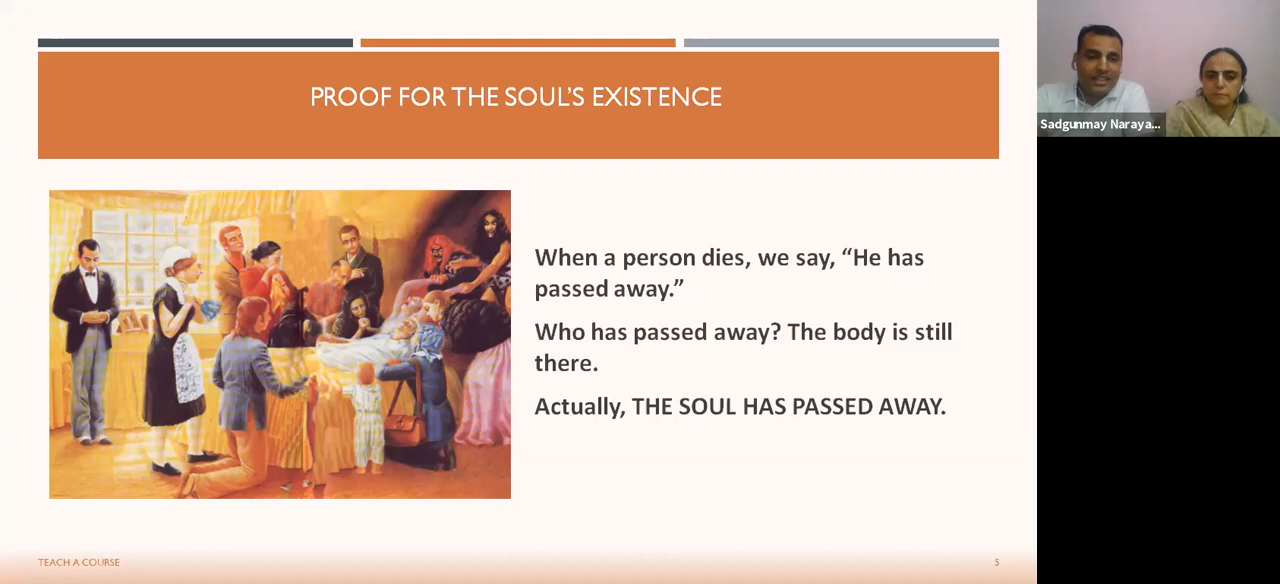 PROOF FOR THE SOUL'S EXISTENCE
When a person dies, we say, “He has
passed away.”
Who has passed away? The body is still
there.
Actually, THE SOUL HAS PASSED AWAY.
TEACH A COURSE
5
Sadgunmay Naraya...